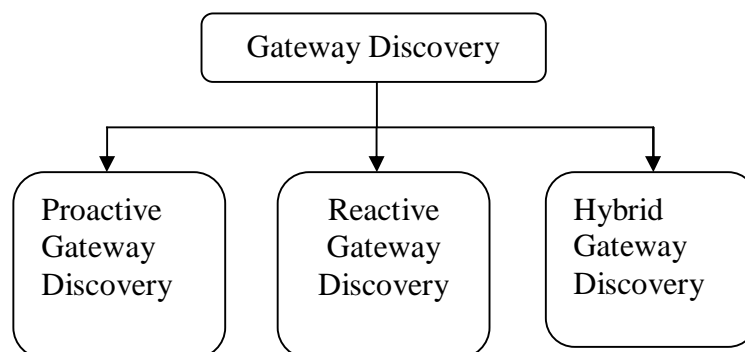 Gateway Discovery
Proactive
Gateway
Discovery
Reactive
Gateway
Discovery
Hybrid
Gateway
Discovery